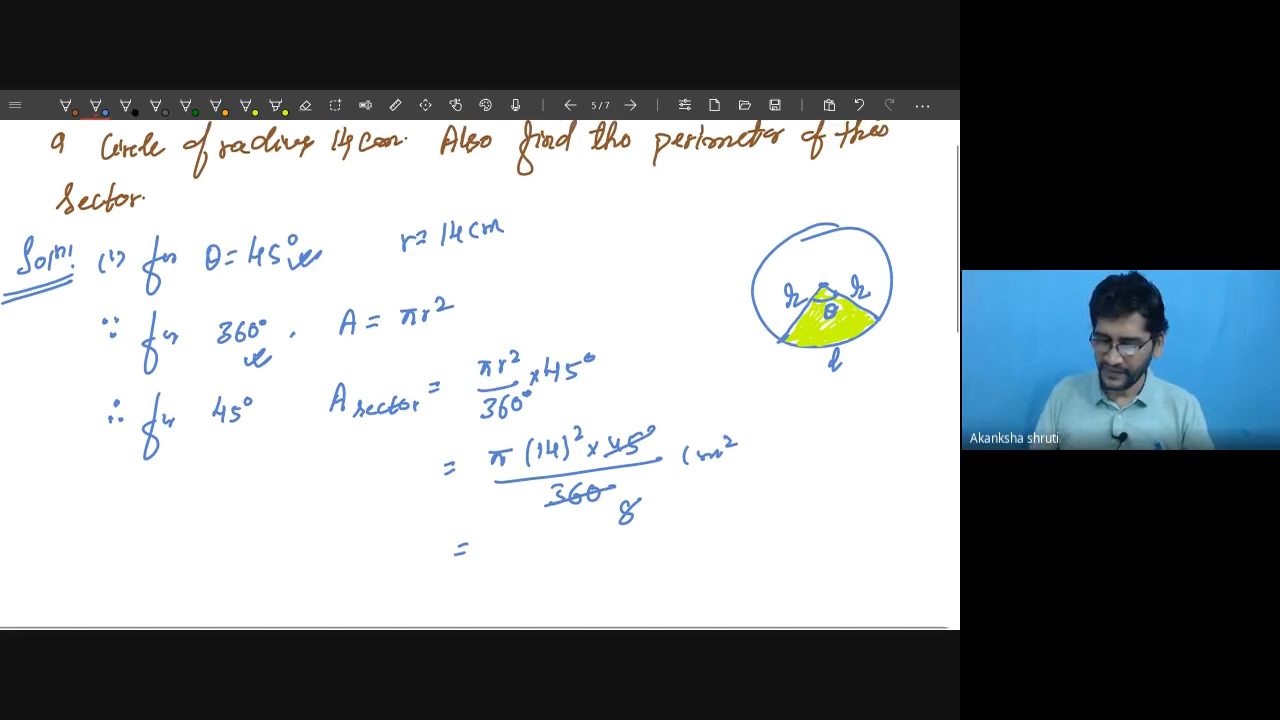 5 / 7
a Circle of radius 14 cm. Also find the perimeter of this
sector.
Soln: (i) for θ = 45° r = 14 cm
∵ for 360°, A = πr²
∴ for 45° A sector = πr²/360° × 45°
= π (14)² × 45°/360° cm²
8
=
r r
θ
l
Akanksha shruti